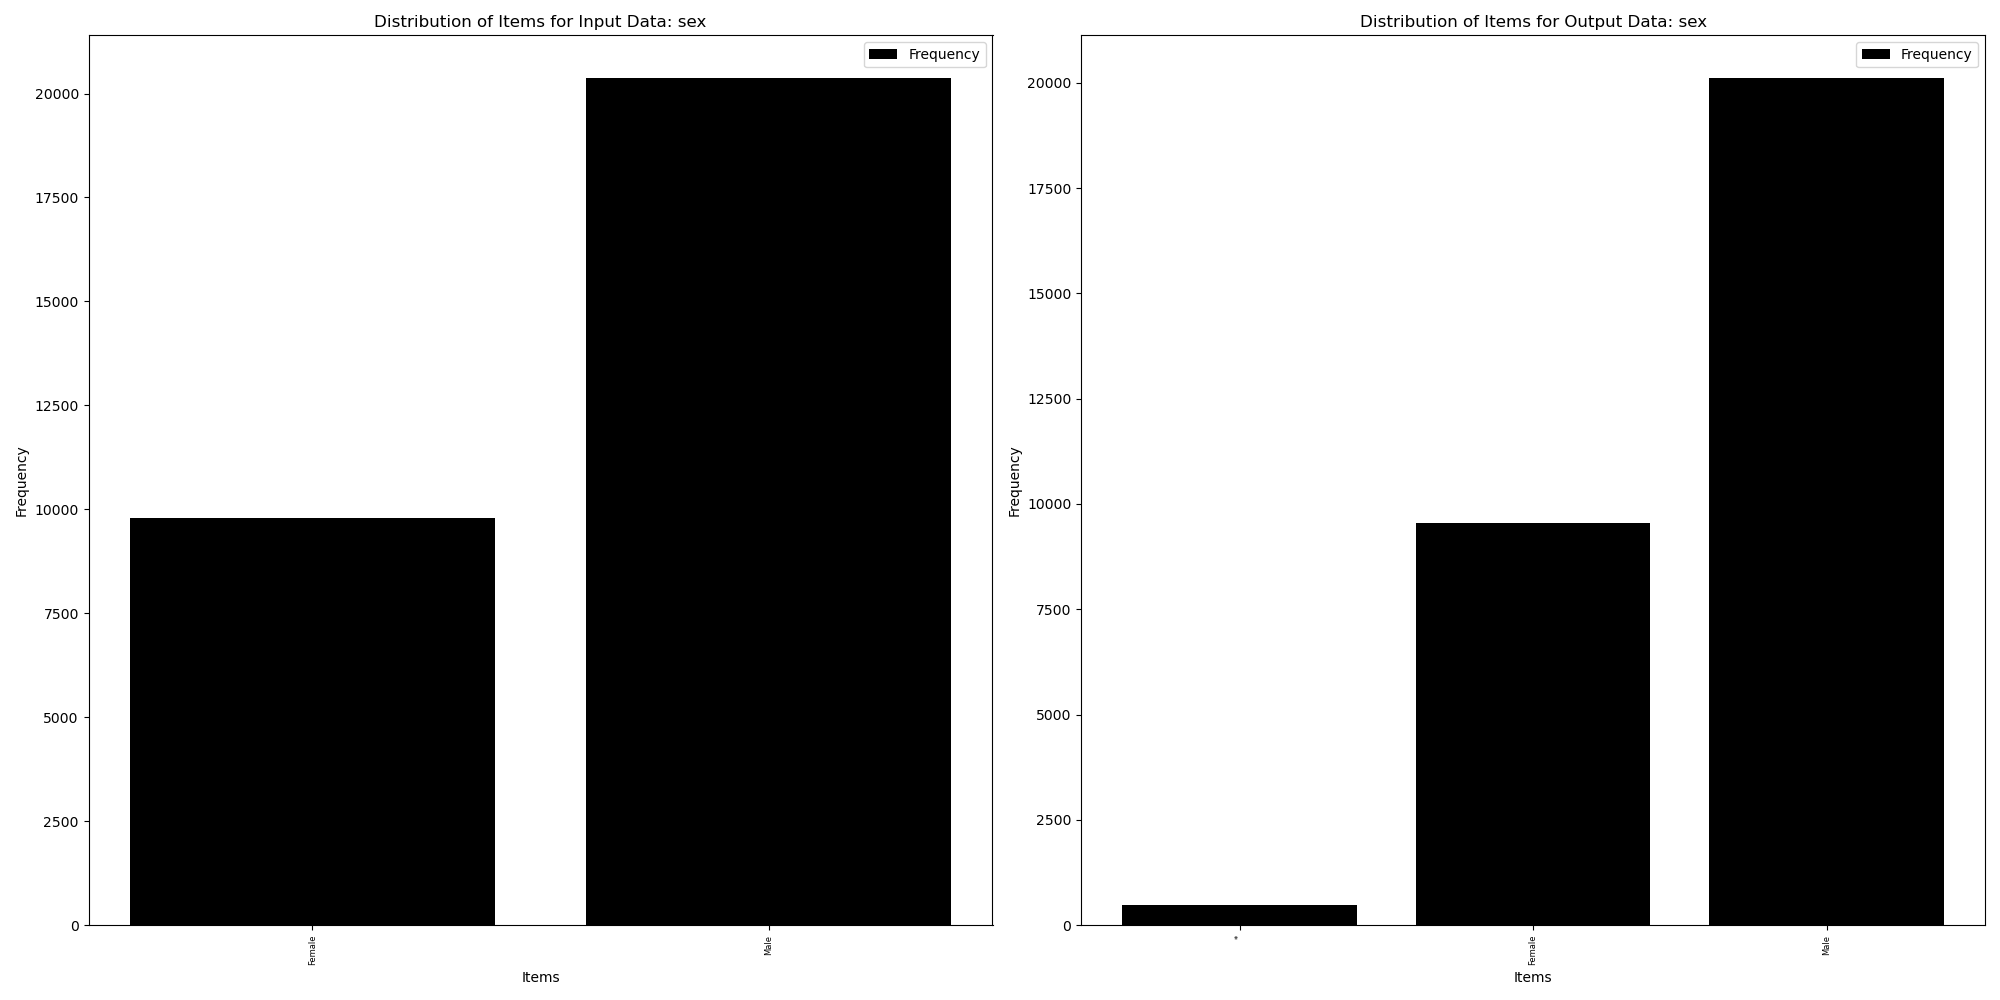 Distribution of Items for Input Data: sex
Frequency
20000
17500
15000
12500
10000
7500
5000
2500
0
Frequency
Female
Male
Items
Distribution of Items for Output Data: sex
Frequency
20000
17500
15000
12500
10000
7500
5000
2500
0
Frequency
*
Female
Male
Items